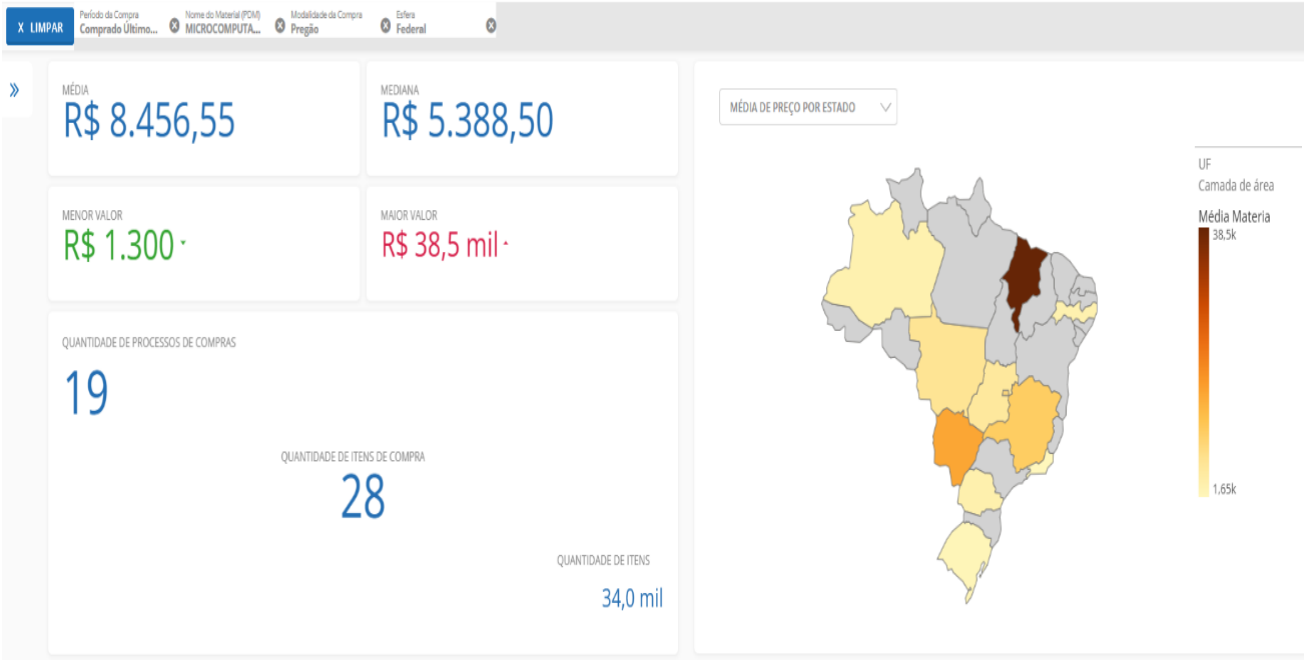 X LIMPAR
Período da Compra
Comprado Último...
Nome do Material (PDM)
MICROCOMPUTA...
Modalidade da Compra
Pregão
Esfera
Federal
MÉDIA
R$ 8.456,55
MEDIANA
R$ 5.388,50
MENOR VALOR
R$ 1.300
MAIOR VALOR
R$ 38,5 mil
QUANTIDADE DE PROCESSOS DE COMPRAS
19
QUANTIDADE DE ITENS DE COMPRA
28
QUANTIDADE DE ITENS
34,0 mil
MÉDIA DE PREÇO POR ESTADO
UF
Camada de área
Média Materia
38.5k
1.65k